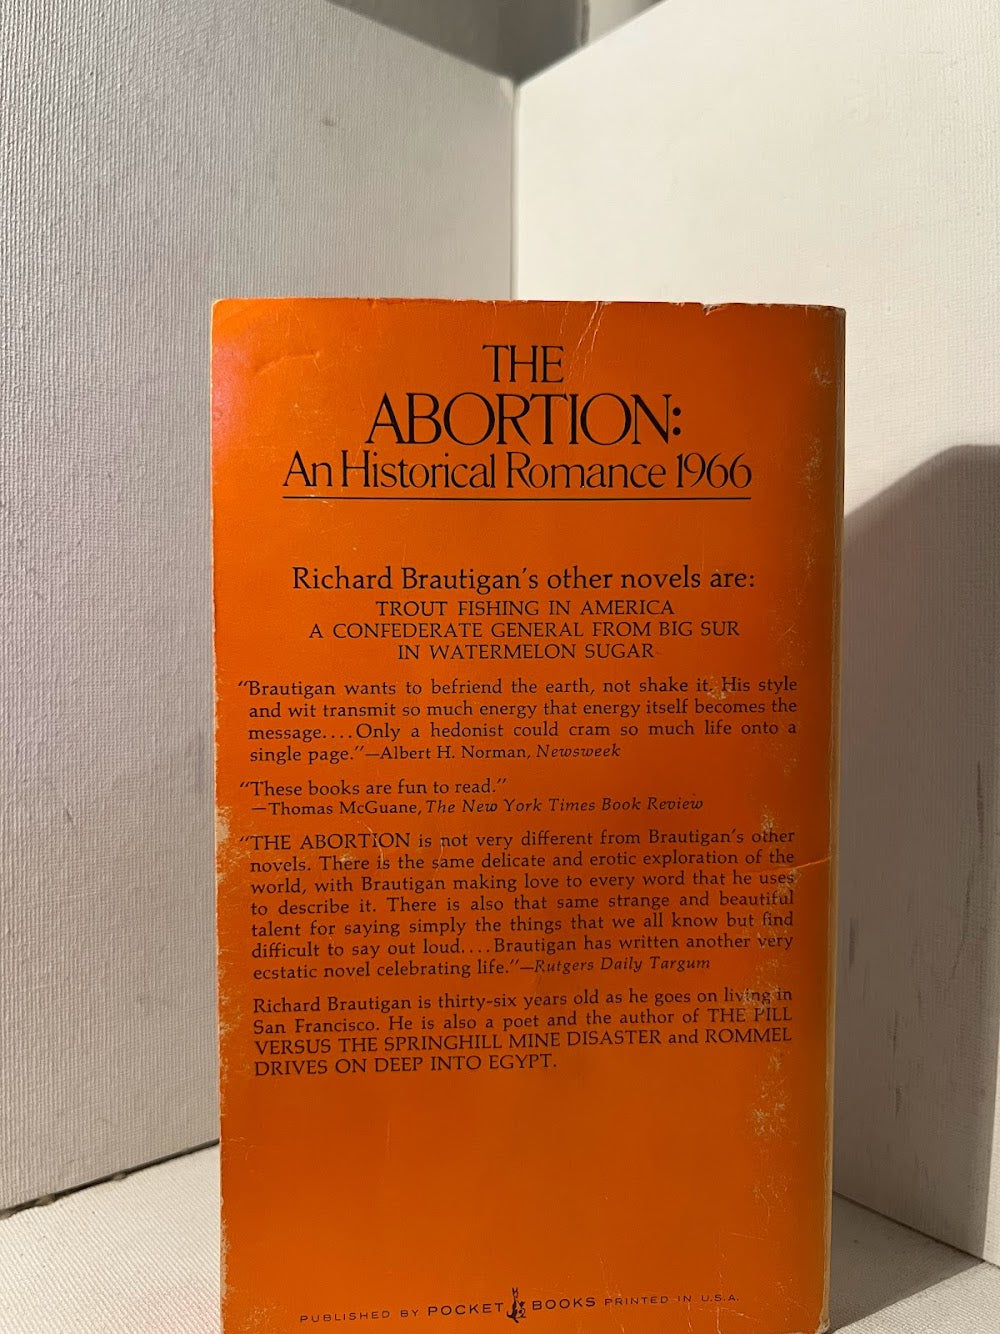 THE
ABORTION:
An Historical Romance 1966
Richard Brautigan's other novels are:
TROUT FISHING IN AMERICA
A CONFEDERATE GENERAL FROM BIG SUR
IN WATERMELON SUGAR
"Brautigan wants to befriend the earth, not shake it. His style
and wit transmit so much energy that energy itself becomes the
message....Only a hedonist could cram so much life onto a
single page."—Albert H. Norman, Newsweek
"These books are fun to read."
—Thomas McGuane, The New York Times Book Review
"THE ABORTION is not very different from Brautigan's other
novels. There is the same delicate and erotic exploration of the
world, with Brautigan making love to every word that he uses
to describe it. There is also that same strange and beautiful
talent for saying simply the things that we all know but find
difficult to say out loud....Brautigan has written another very
ecstatic novel celebrating life."—Rutgers Daily Targum
Richard Brautigan is thirty-six years old as he goes on living in
San Francisco. He is also a poet and the author of THE PILL
VERSUS THE SPRINGHILL MINE DISASTER and ROMMEL
DRIVES ON DEEP INTO EGYPT.
PUBLISHED BY POCKET BOOKS PRINTED IN U.S.A.